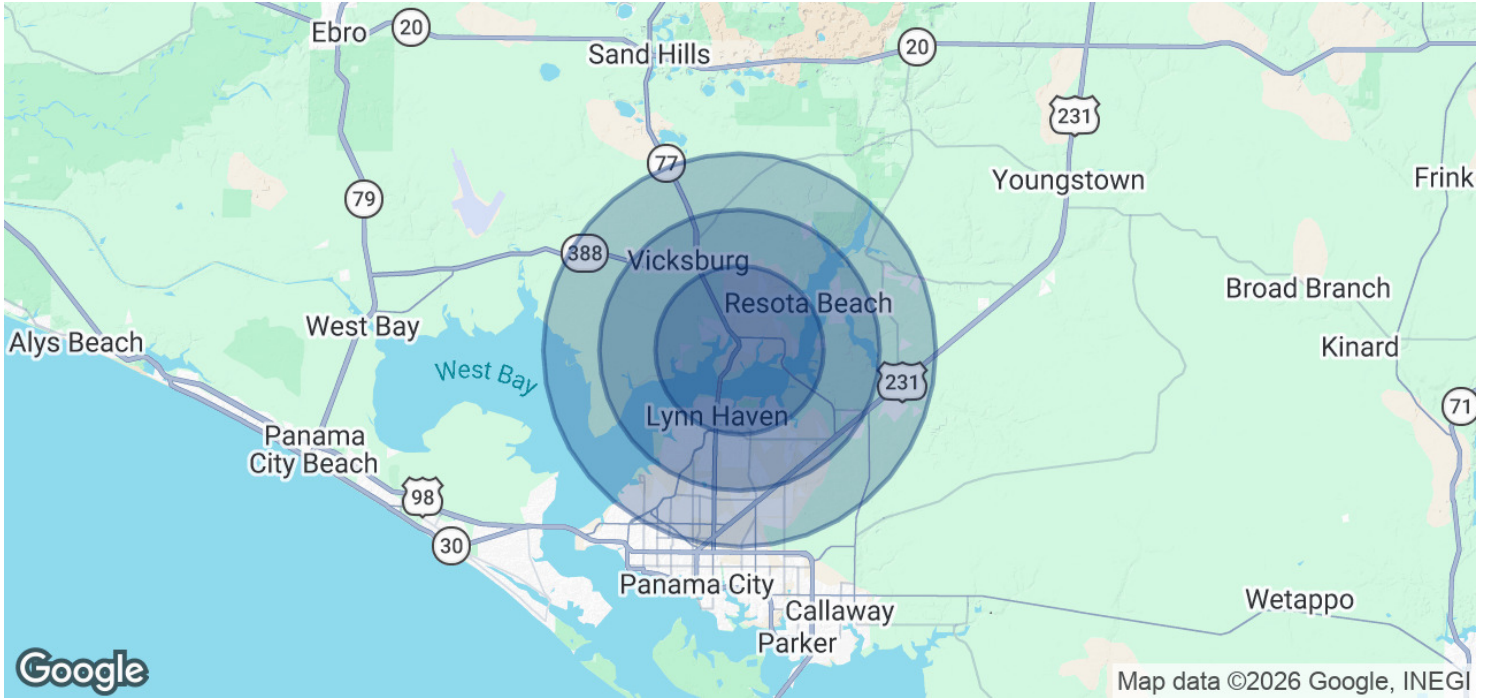 Ebro
20
Sand Hills
20
231
77
Youngstown
Frink
79
388
Vicksburg
Resota Beach
Broad Branch
West Bay
Alys Beach
Kinard
West Bay
231
71
Lynn Haven
Panama
City Beach
98
30
Panama City
Callaway
Wetappo
Parker
Google
Map data ©2026 Google, INEGI